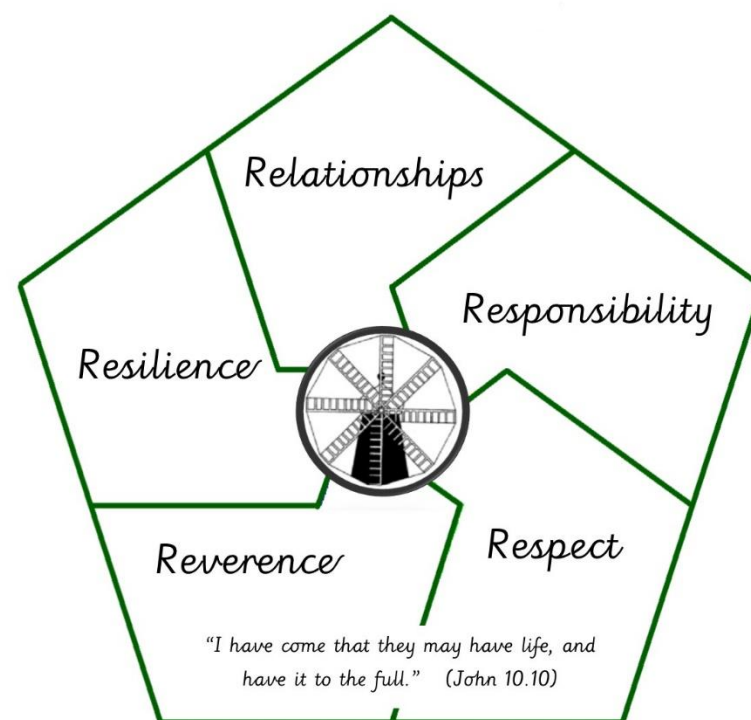 Relationships
Responsibility
Resilience
Reverence
Respect
“I have come that they may have life, and
have it to the full.” (John 10.10)